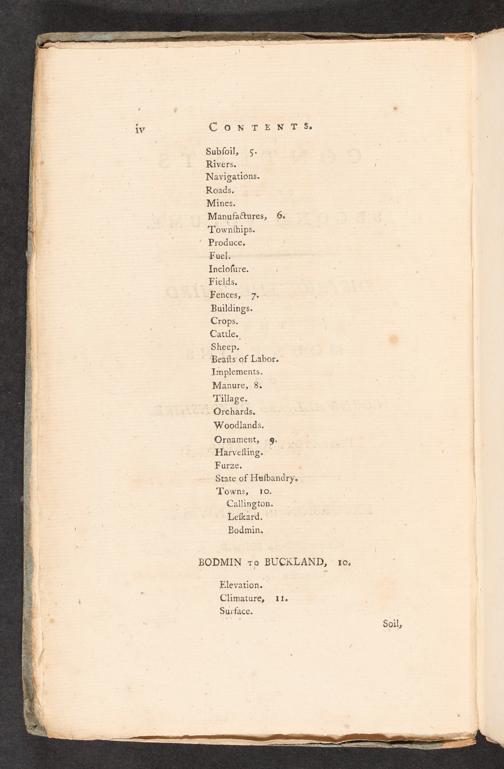 iv CONTENTS.
Subſoil, 5.
Rivers.
Navigations.
Roads.
Mines.
Manufactures, 6.
Townſhips.
Produce.
Fuel.
Incloſure.
Fields.
Fences, 7.
Buildings.
Crops.
Cattle.
Sheep.
Beaſts of Labor.
Implements.
Manure, 8.
Tillage.
Orchards.
Woodlands.
Ornament, 9.
Harveſting.
Furze.
State of Huſbandry.
Towns, 10.
Callington.
Leſkard.
Bodmin.
BODMIN TO BUCKLAND, 10.
Elevation.
Climature, 11.
Surface.
Soil,